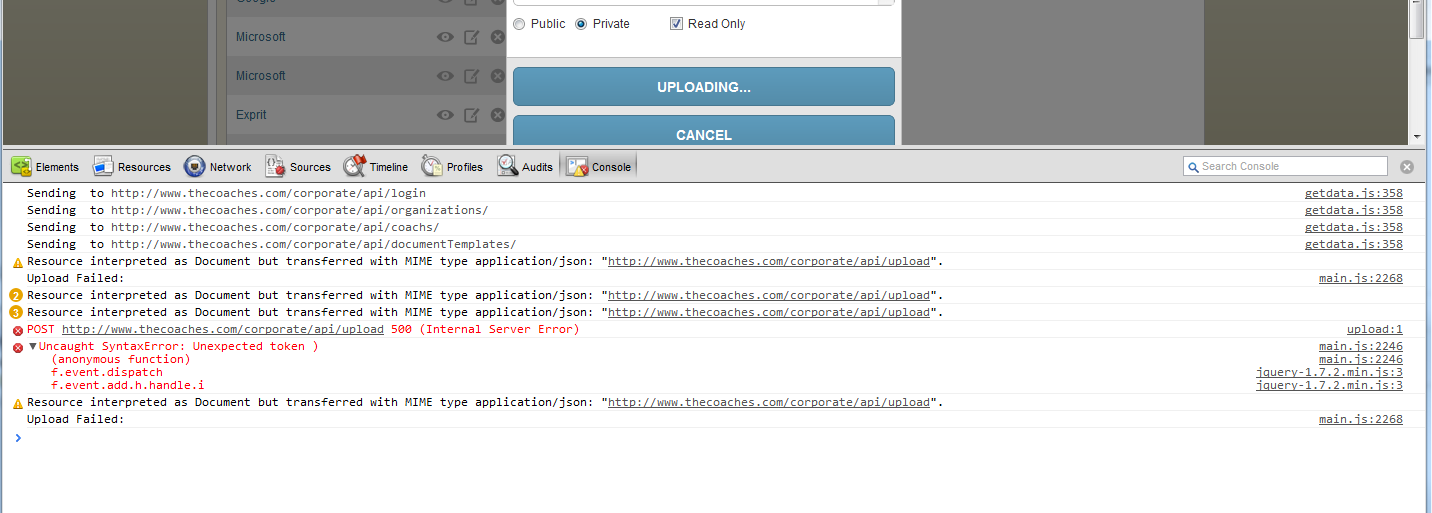 Google
Public Private Read Only
Microsoft
Microsoft
UPLOADING...
Exprit
CANCEL
Elements Resources Network Sources Timeline Profiles Audits Console Search Console
Sending to http://www.thecoaches.com/corporate/api/login getdata.js:358
Sending to http://www.thecoaches.com/corporate/api/organizations/ getdata.js:358
Sending to http://www.thecoaches.com/corporate/api/coachs/ getdata.js:358
Sending to http://www.thecoaches.com/corporate/api/documentTemplates/ getdata.js:358
Resource interpreted as Document but transferred with MIME type application/json: "http://www.thecoaches.com/corporate/api/upload".
Upload Failed: main.js:2268
2 Resource interpreted as Document but transferred with MIME type application/json: "http://www.thecoaches.com/corporate/api/upload".
3 Resource interpreted as Document but transferred with MIME type application/json: "http://www.thecoaches.com/corporate/api/upload".
POST http://www.thecoaches.com/corporate/api/upload 500 (Internal Server Error) upload:1
Uncaught SyntaxError: Unexpected token ) main.js:2246
(anonymous function) main.js:2246
f.event.dispatch jquery-1.7.2.min.js:3
f.event.add.h.handle.i jquery-1.7.2.min.js:3
Resource interpreted as Document but transferred with MIME type application/json: "http://www.thecoaches.com/corporate/api/upload".
Upload Failed: main.js:2268